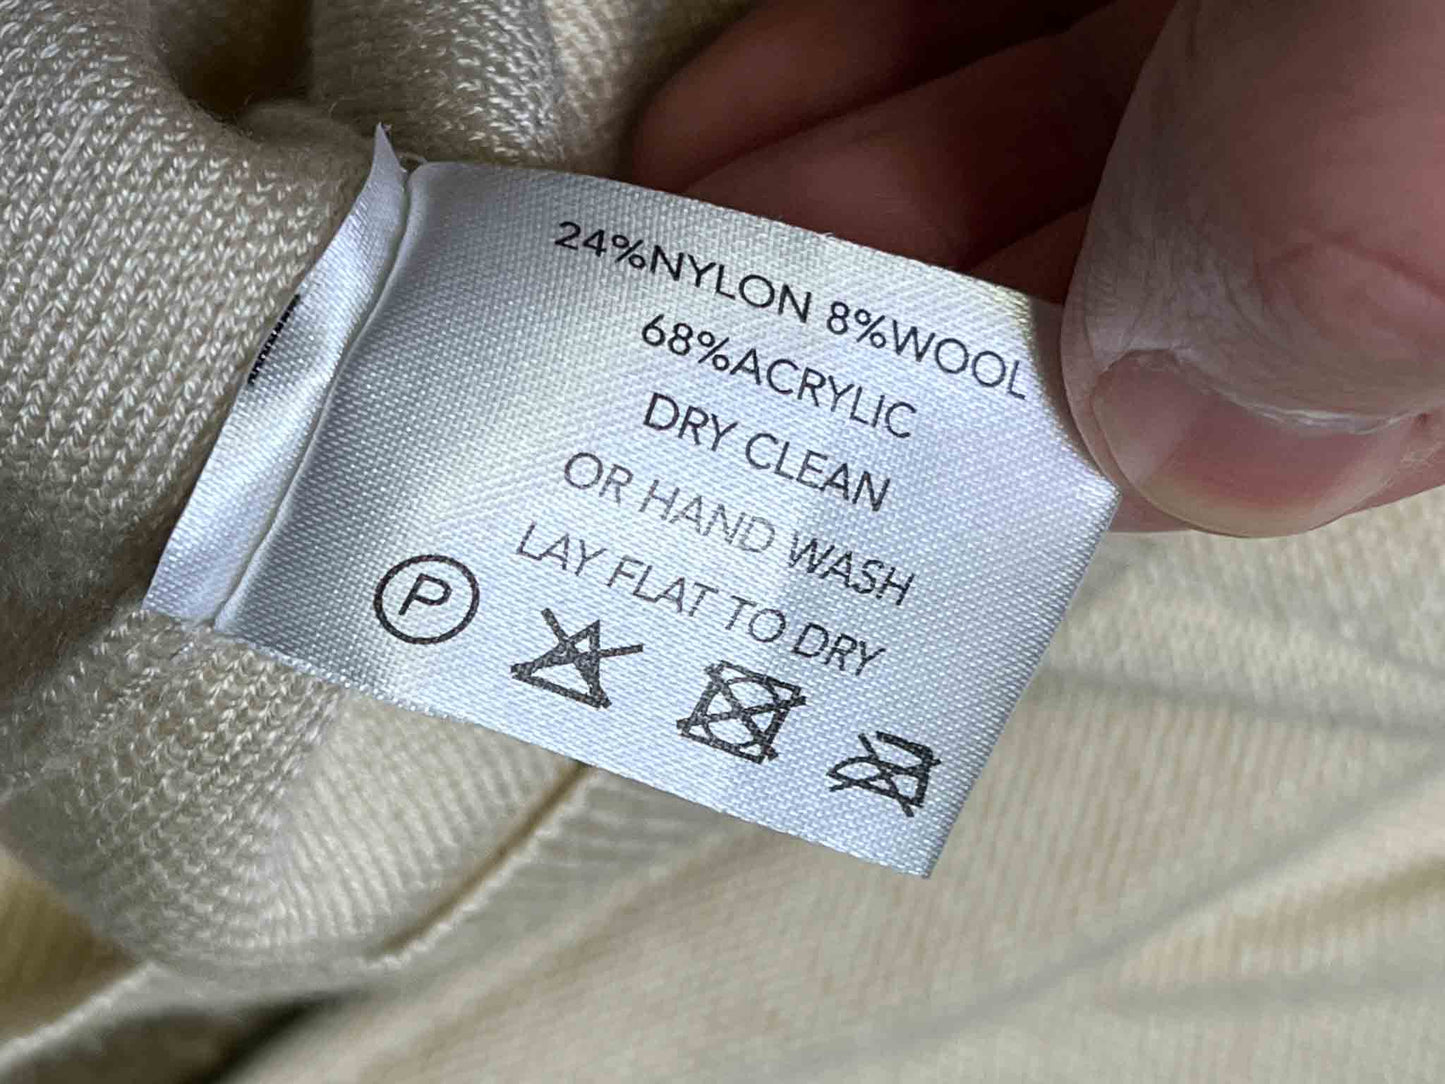 24%NYLON 8%WOOL
68%ACRYLIC
DRY CLEAN
OR HAND WASH
LAY FLAT TO DRY
P